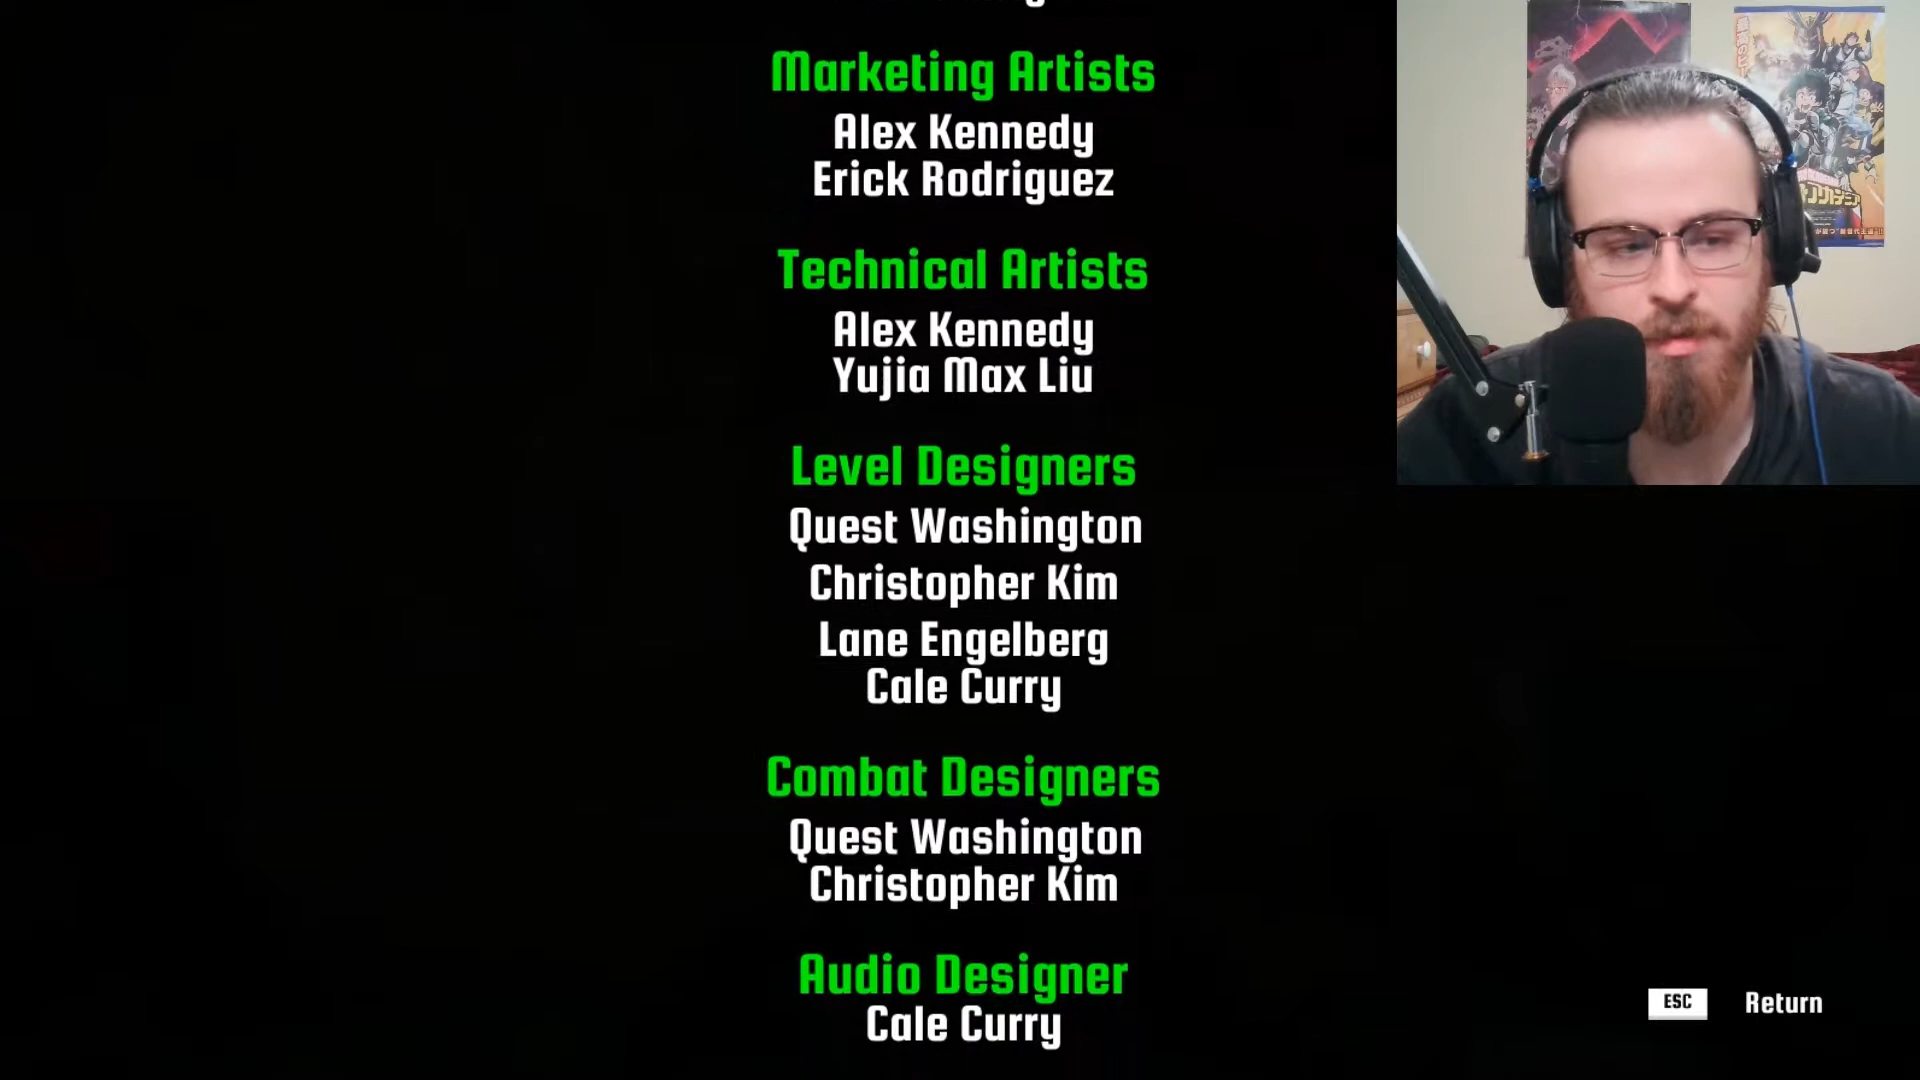 Marketing Artists
Alex Kennedy
Erick Rodriguez
Technical Artists
Alex Kennedy
Yujia Max Liu
Level Designers
Quest Washington
Christopher Kim
Lane Engelberg
Cale Curry
Combat Designers
Quest Washington
Christopher Kim
Audio Designer
Cale Curry
ESC Return